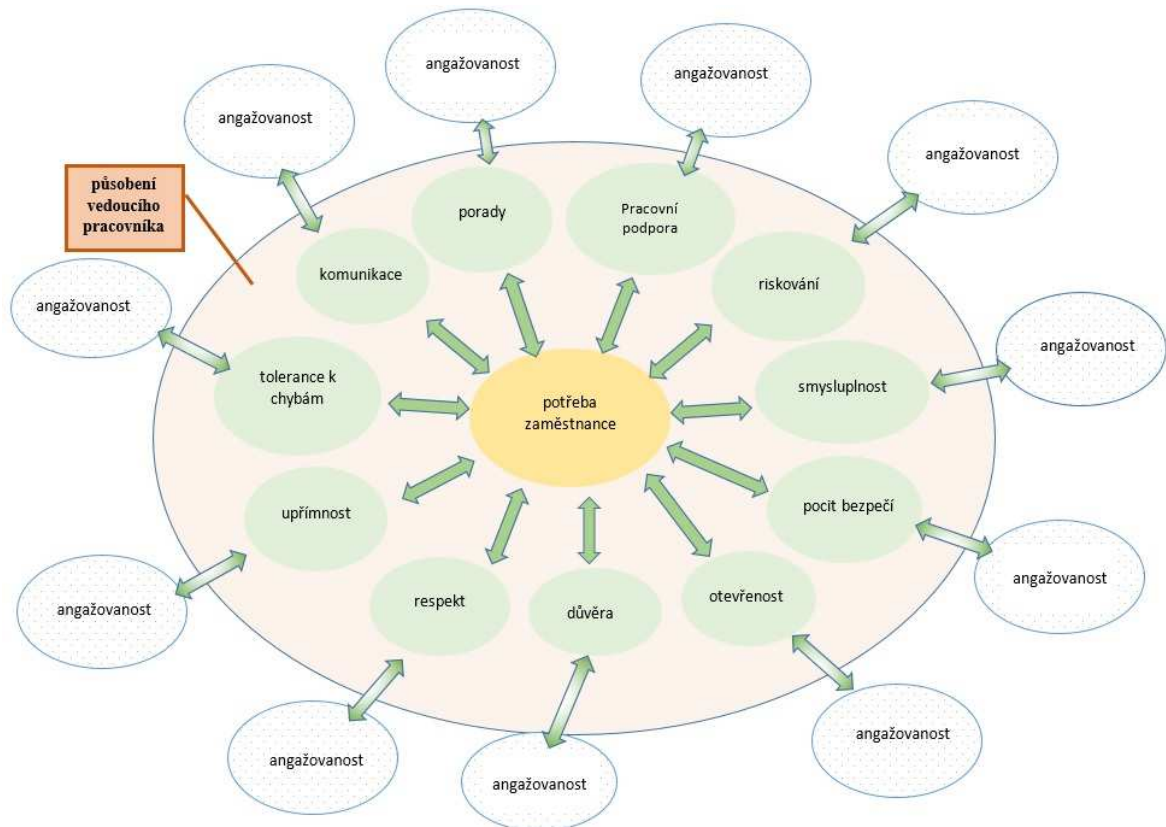 angažovanost
angažovanost
angažovanost
angažovanost
působení
vedoucího
pracovníka
porady
Pracovní
podpora
komunikace
riskování
angažovanost
angažovanost
tolerance k
chybám
smysluplnost
potřeba
zaměstnance
upřímnost
pocit bezpečí
angažovanost
angažovanost
respekt
důvěra
otevřenost
angažovanost
angažovanost
angažovanost